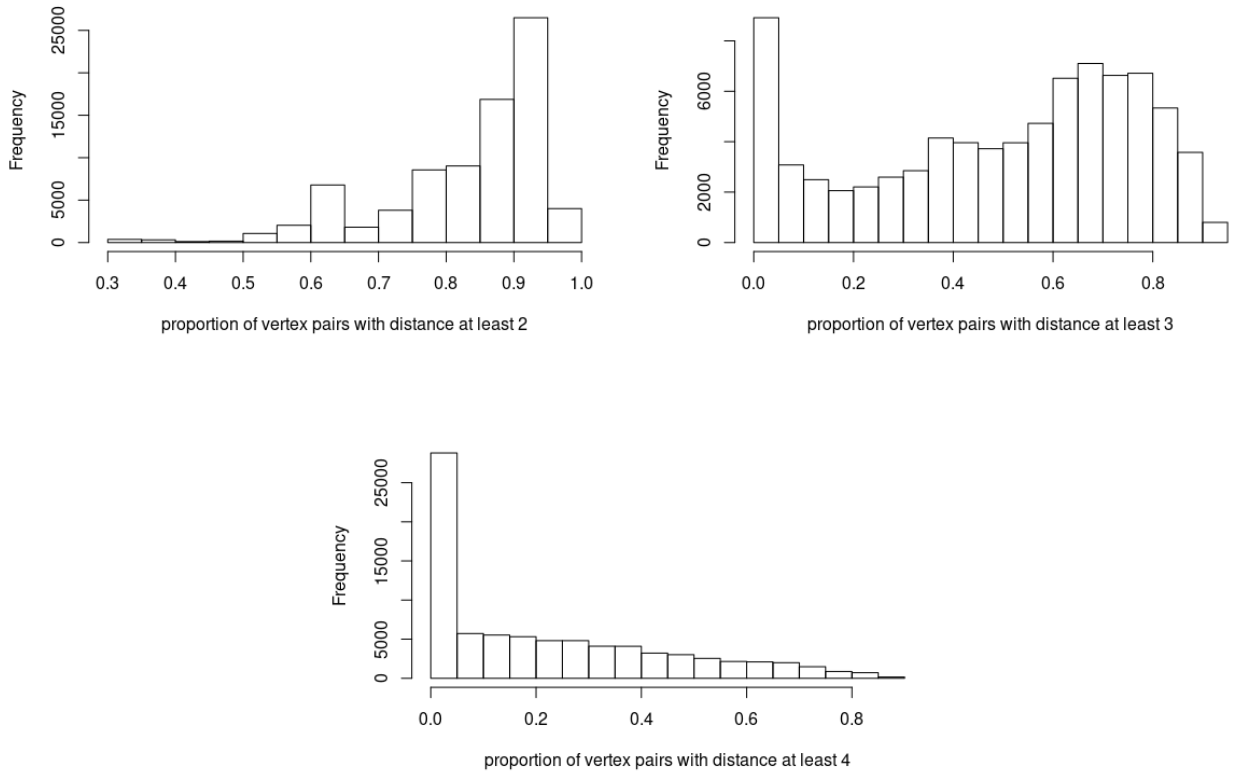 Frequency
0
5000
15000
25000
0.3 0.4 0.5 0.6 0.7 0.8 0.9 1.0
proportion of vertex pairs with distance at least 2
Frequency
0
2000
6000
0.0 0.2 0.4 0.6 0.8
proportion of vertex pairs with distance at least 3
Frequency
0
5000
15000
25000
0.0 0.2 0.4 0.6 0.8
proportion of vertex pairs with distance at least 4